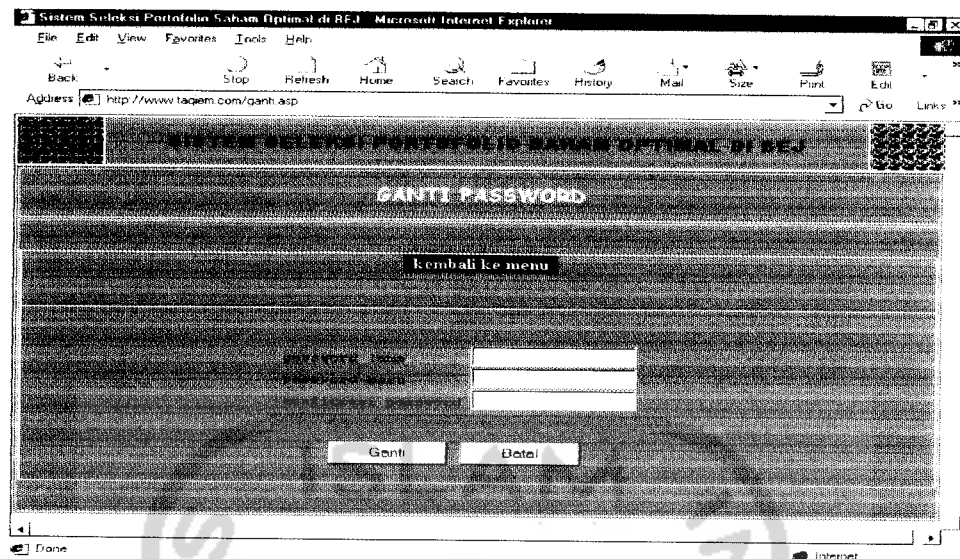 Sistem Seleksi Portofolio Saham Optimal di BEJ - Microsoft Internet Explorer
File Edit View Favorites Tools Help
Back Stop Refresh Home Search Favorites History Mail Size Print Edit
Address http://www.taqiem.com/ganti.asp Go Links
SISTEM SELEKSI PORTOFOLIO SAHAM OPTIMAL DI BEJ
GANTI PASSWORD
kembali ke menu
password
Ganti Batal
Done Internet
ISLAM